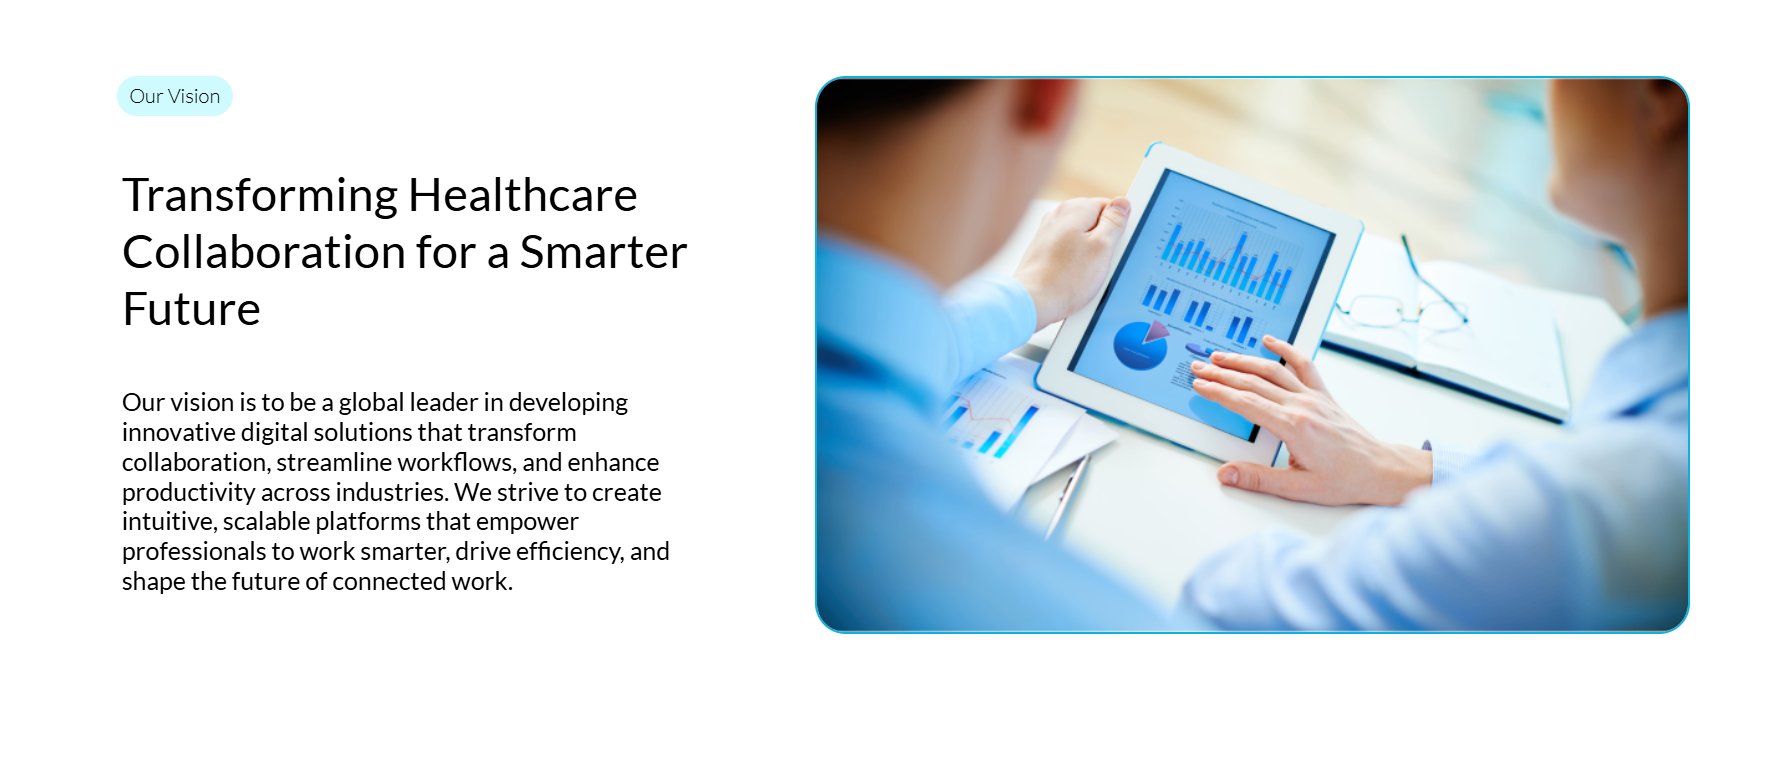 Our Vision
Transforming Healthcare
Collaboration for a Smarter
Future
Our vision is to be a global leader in developing
innovative digital solutions that transform
collaboration, streamline workflows, and enhance
productivity across industries. We strive to create
intuitive, scalable platforms that empower
professionals to work smarter, drive efficiency, and
shape the future of connected work.